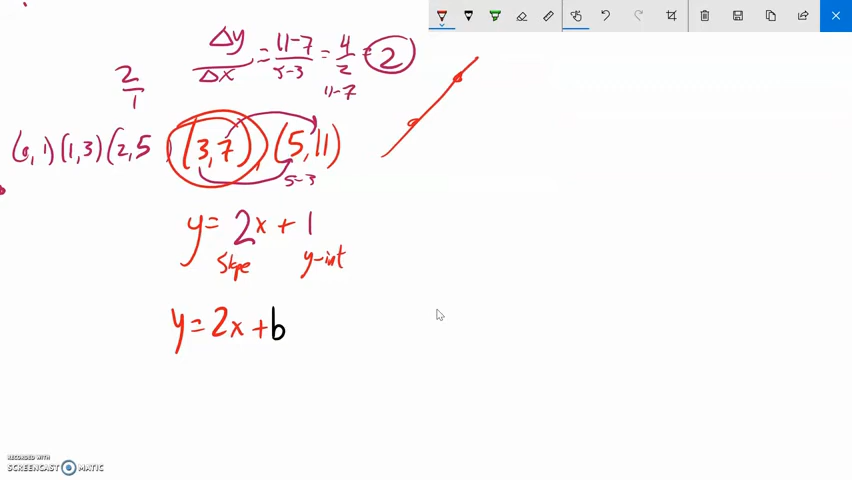 Δy/Δx = 11-7/5-3 = 4/2 = 2
11-7
2/1
(0,1) (1,3) (2,5 (3,7), (5,11)
5-3
y = 2x + 1
slope y-int
y = 2x + b
RECORDED WITH
SCREENCAST MATIC